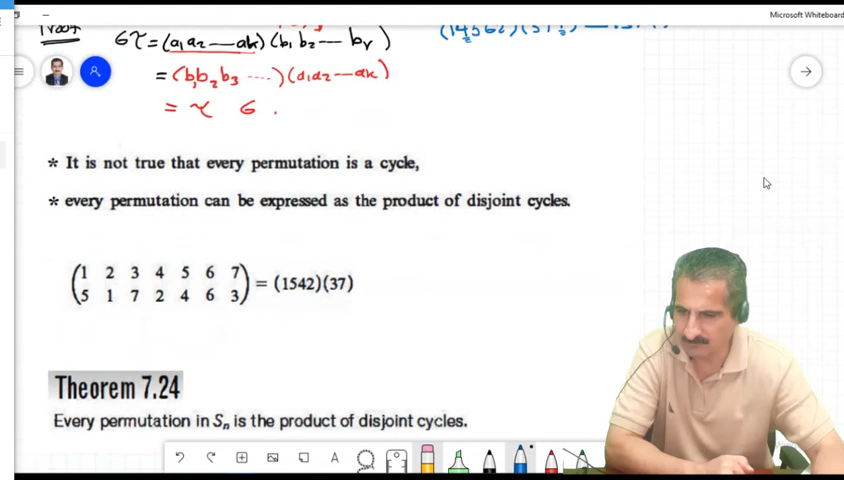 Microsoft Whiteboard
Proof
στ = (a₁a₂ — ak) (b₁b₂ — bγ)
= (b₁b₂b₃ ....) (a₁a₂ — ak)
= τ σ .
* It is not true that every permutation is a cycle,
* every permutation can be expressed as the product of disjoint cycles.
(1 2 3 4 5 6 7
5 1 7 2 4 6 3) = (1542)(37)
Theorem 7.24
Every permutation in Sn is the product of disjoint cycles.